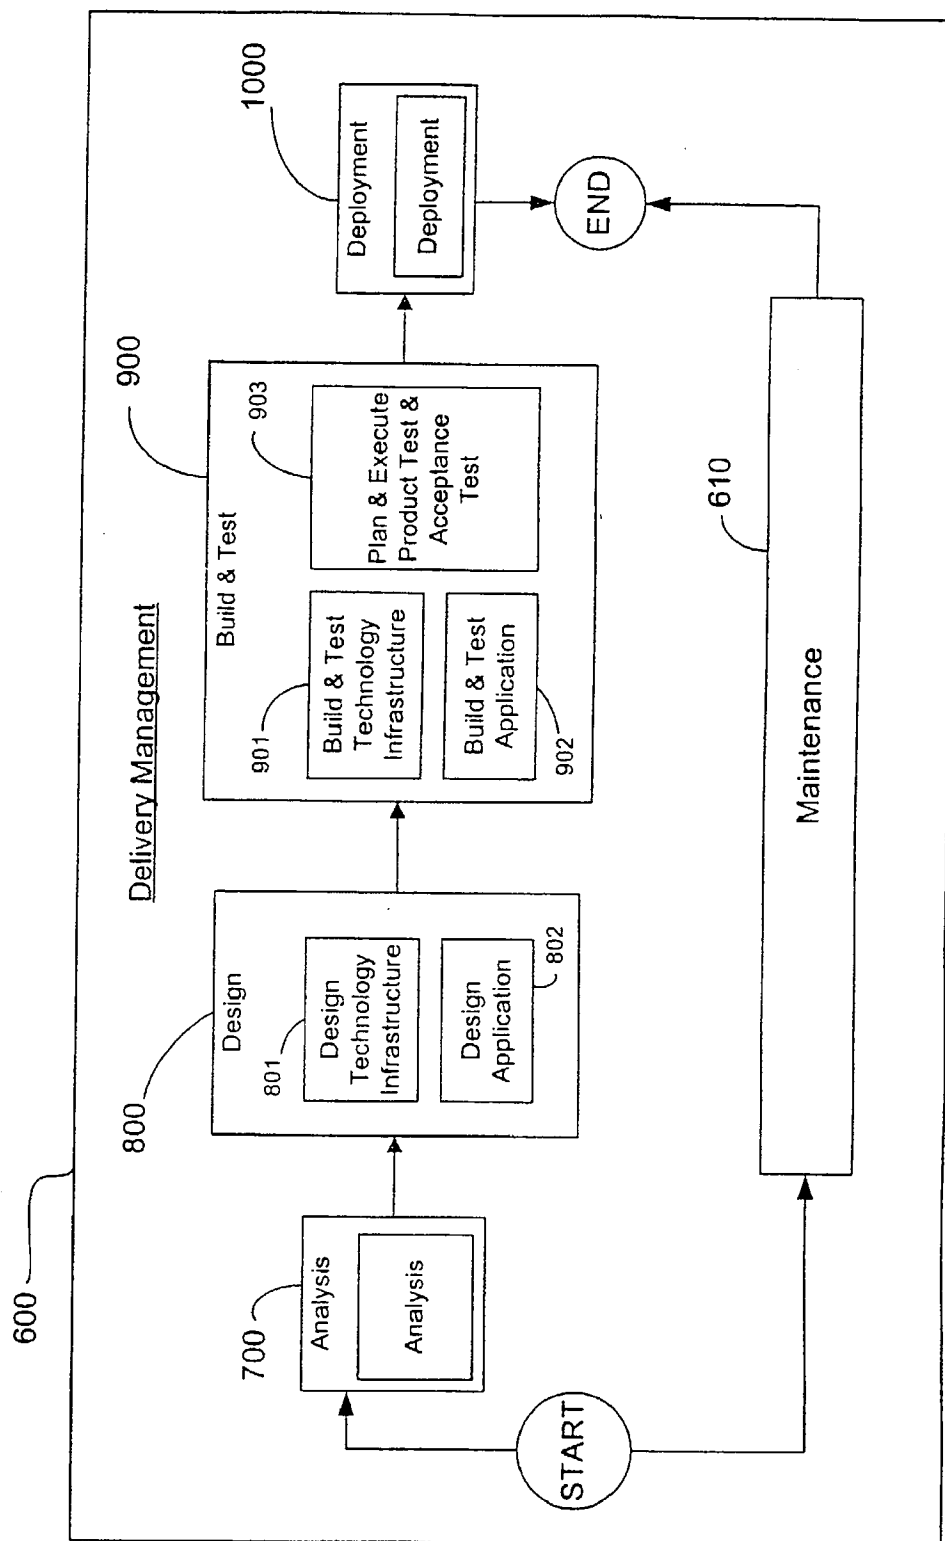 600
Delivery Management
700
Analysis
Analysis
800
Design
801
Design
Technology
Infrastructure
Design
Application
802
900
Build & Test
901
Build & Test
Technology
Infrastructure
Build & Test
Application
902
903
Plan & Execute
Product Test &
Acceptance
Test
1000
Deployment
Deployment
START
END
610
Maintenance